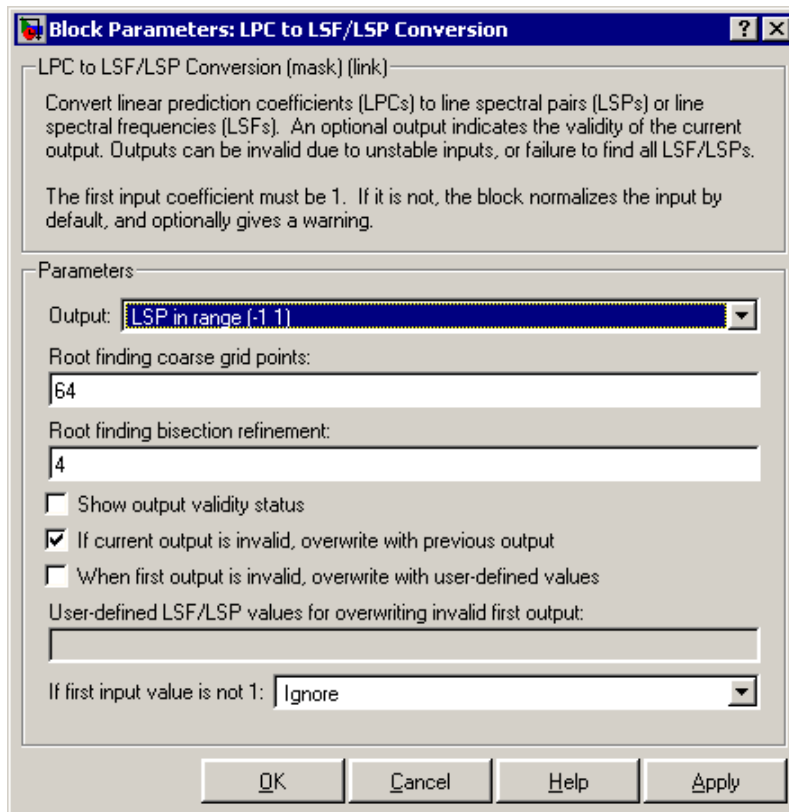 Block Parameters: LPC to LSF/LSP Conversion
LPC to LSF/LSP Conversion (mask) (link)
Convert linear prediction coefficients (LPCs) to line spectral pairs (LSPs) or line
spectral frequencies (LSFs).  An optional output indicates the validity of the current
output. Outputs can be invalid due to unstable inputs, or failure to find all LSF/LSPs.
The first input coefficient must be 1.  If it is not, the block normalizes the input by
default, and optionally gives a warning.
Parameters
Output: LSP in range (-1 1)
Root finding coarse grid points:
64
Root finding bisection refinement:
4
Show output validity status
If current output is invalid, overwrite with previous output
When first output is invalid, overwrite with user-defined values
User-defined LSF/LSP values for overwriting invalid first output:
If first input value is not 1: Ignore
OK Cancel Help Apply